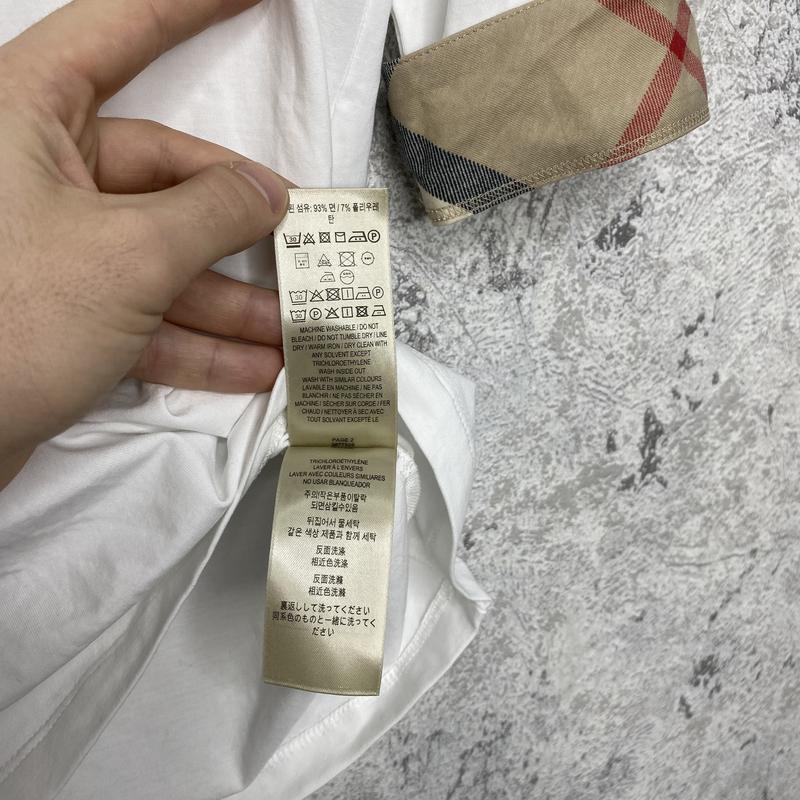 섬유: 93% 면 / 7% 폴리우레
탄
30 P
30
30 P
MACHINE WASHABLE / DO NOT
BLEACH / DO NOT TUMBLE DRY / LINE
DRY / WARM IRON / DRY CLEAN WITH
ANY SOLVENT EXCEPT
TRICHLOROETHYLENE
WASH INSIDE OUT
WASH WITH SIMILAR COLOURS
LAVABLE EN MACHINE / NE PAS
BLANCHIR / NE PAS SÉCHER EN
MACHINE / SÉCHER SUR CORDE / FER
CHAUD / NETTOYER À SEC AVEC
TOUT SOLVANT EXCEPTÉ LE
PAGE 2
TRICHLOROÉTHYLÈNE
LAVER À L'ENVERS
LAVER AVEC COULEURS SIMILIARES
NO USAR BLANQUEADOR
주의!작은부품이탈락
되면삼킬수있음
뒤집어서 물세탁
같은 색상 제품과 함께 세탁
反面洗涤
相近色洗涤
反面洗滌
相近色洗滌
裏返しして洗ってください
同系色のものと一緒に洗ってく
ださい